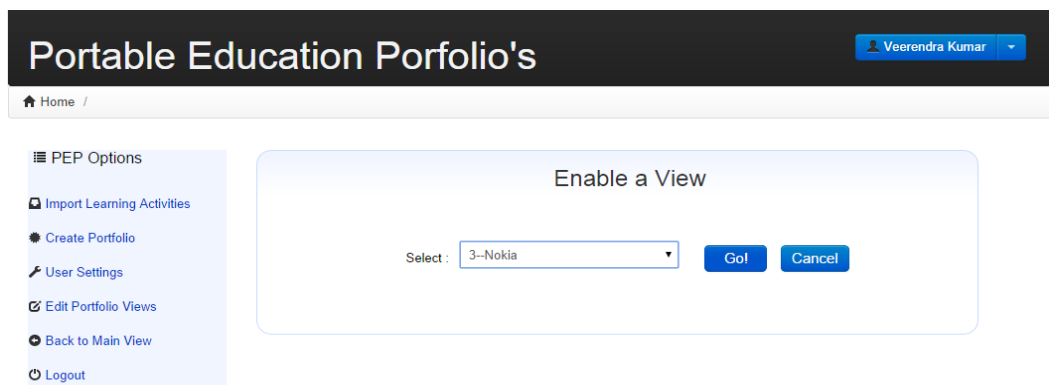 Portable Education Porfolio's
Veerendra Kumar
Home /
PEP Options
Import Learning Activities
Create Portfolio
User Settings
Edit Portfolio Views
Back to Main View
Logout
Enable a View
Select : 3--Nokia Go! Cancel